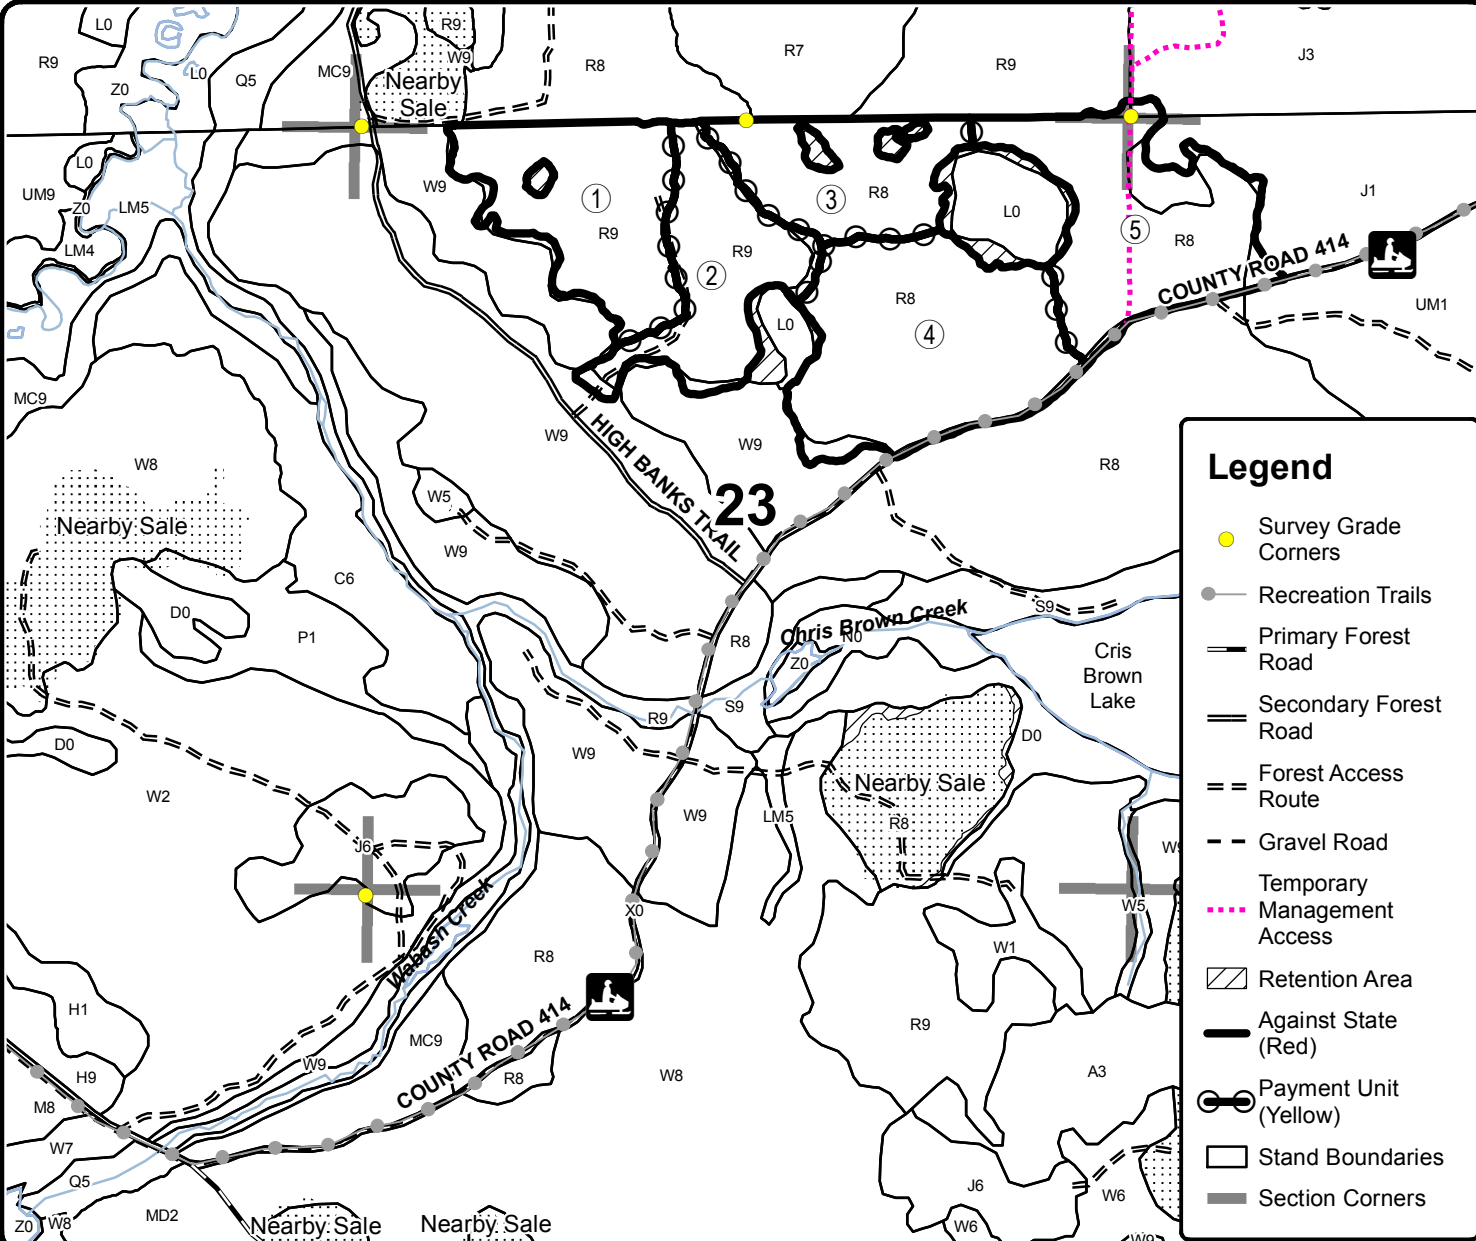 L0
R9
R9
W9
R8
R7
R9
J3
Z0
L0
Q5
MC9
Nearby
Sale
L0
UM9
Z0
LM5
LM4
W9
1
R9
2
R9
3
R8
L0
5
R8
J1
COUNTY ROAD 414
UM1
R8
4
L0
MC9
W9
HIGH BANKS TRAIL
W9
R8
W8
Nearby Sale
W5
W9
23
C6
D0
P1
R8
Chris Brown Creek
N0
Z0
S9
Cris
Brown
Lake
R9
S9
D0
W9
D0
W2
Nearby Sale
R8
W9
LM5
J6
W9
W5
X0
Wabash Creek
W1
R8
H1
R9
COUNTY ROAD 414
MC9
R8
W9
H9
M8
W8
A3
W7
Q5
J6
W6
W6
W9
Z0
W8
MD2
Nearby Sale
Nearby Sale
Legend
Survey Grade
Corners
Recreation Trails
Primary Forest
Road
Secondary Forest
Road
Forest Access
Route
Gravel Road
Temporary
Management
Access
Retention Area
Against State
(Red)
Payment Unit
(Yellow)
Stand Boundaries
Section Corners